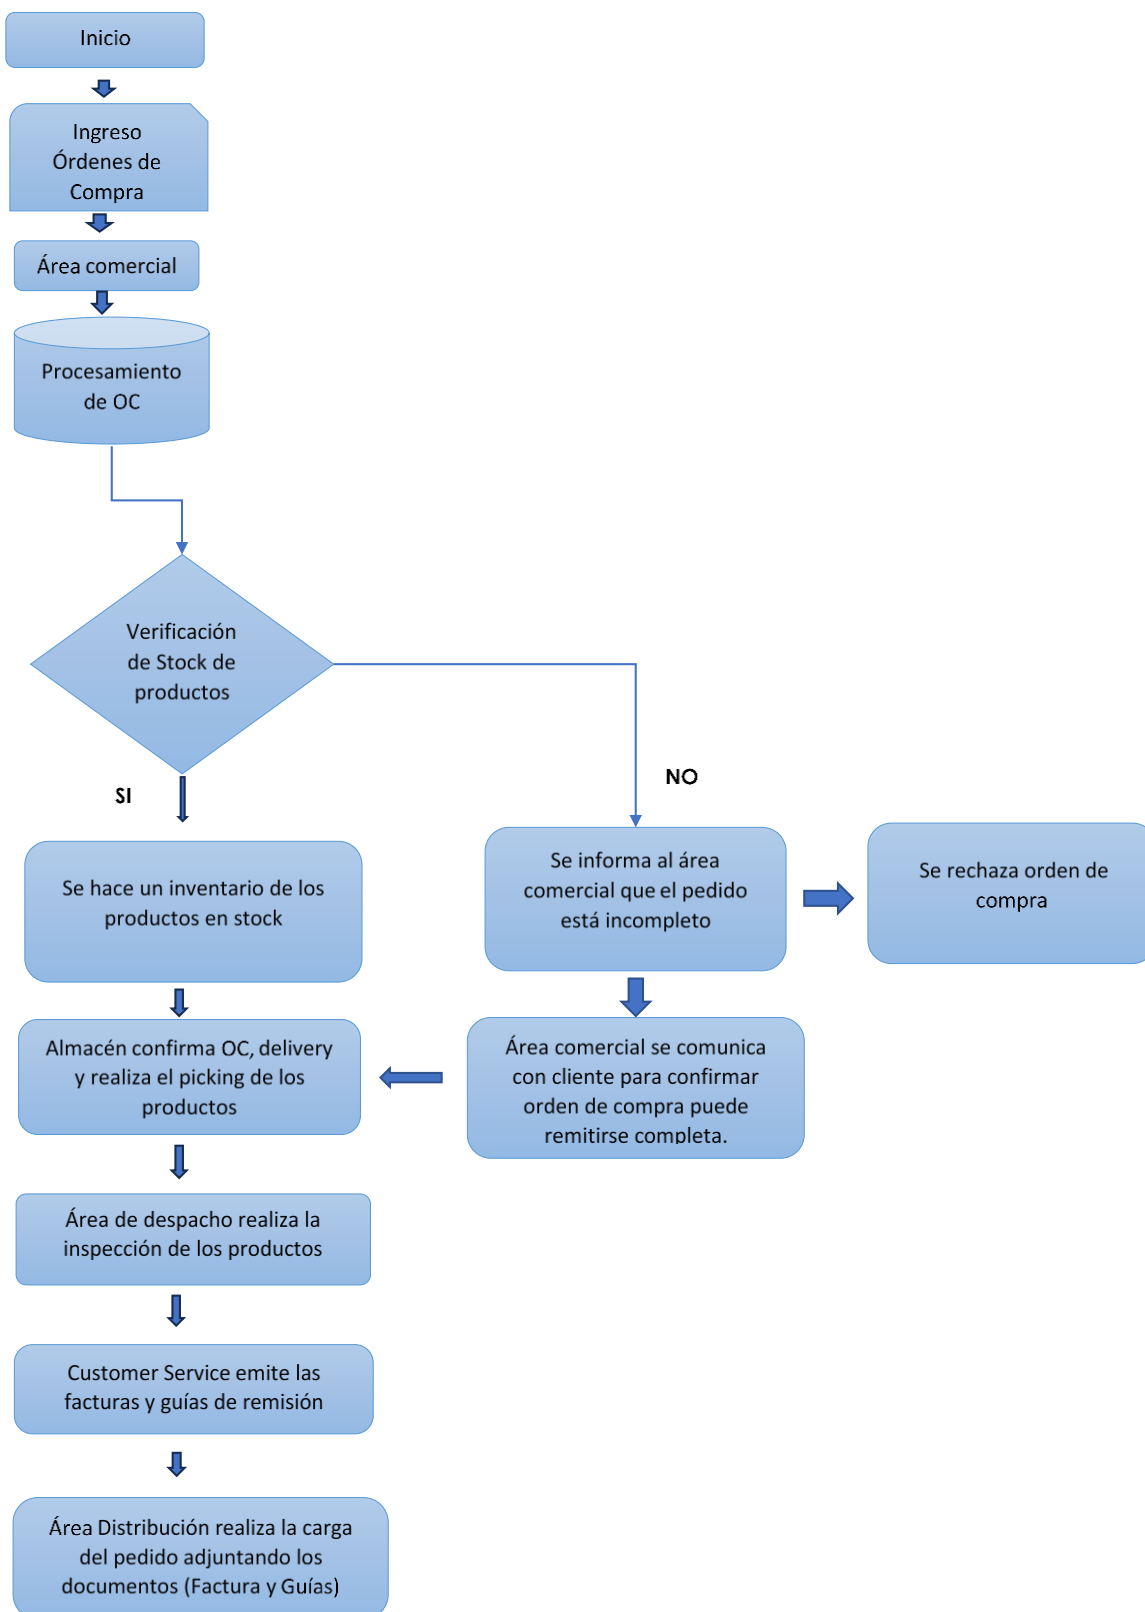 Inicio
Ingreso
Órdenes de
Compra
Área comercial
Procesamiento
de OC
Verificación
de Stock de
productos
SI
NO
Se hace un inventario de los
productos en stock
Se informa al área
comercial que el pedido
está incompleto
Se rechaza orden de
compra
Almacén confirma OC, delivery
y realiza el picking de los
productos
Área comercial se comunica
con cliente para confirmar
orden de compra puede
remitirse completa.
Área de despacho realiza la
inspección de los productos
Customer Service emite las
facturas y guías de remisión
Área Distribución realiza la carga
del pedido adjuntando los
documentos (Factura y Guías)